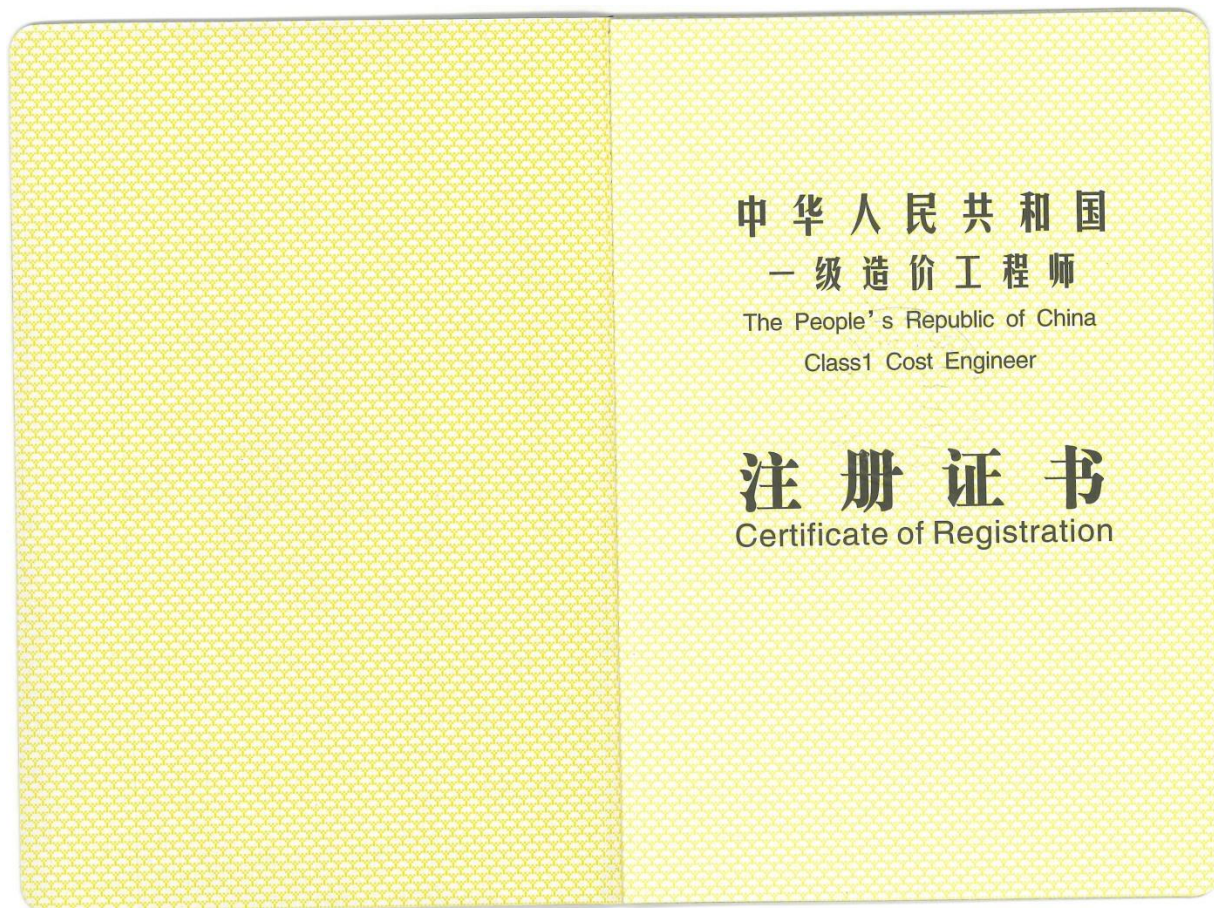 中华人民共和国
一级造价工程师
The People's Republic of China
Class1 Cost Engineer
注册证书
Certificate of Registration